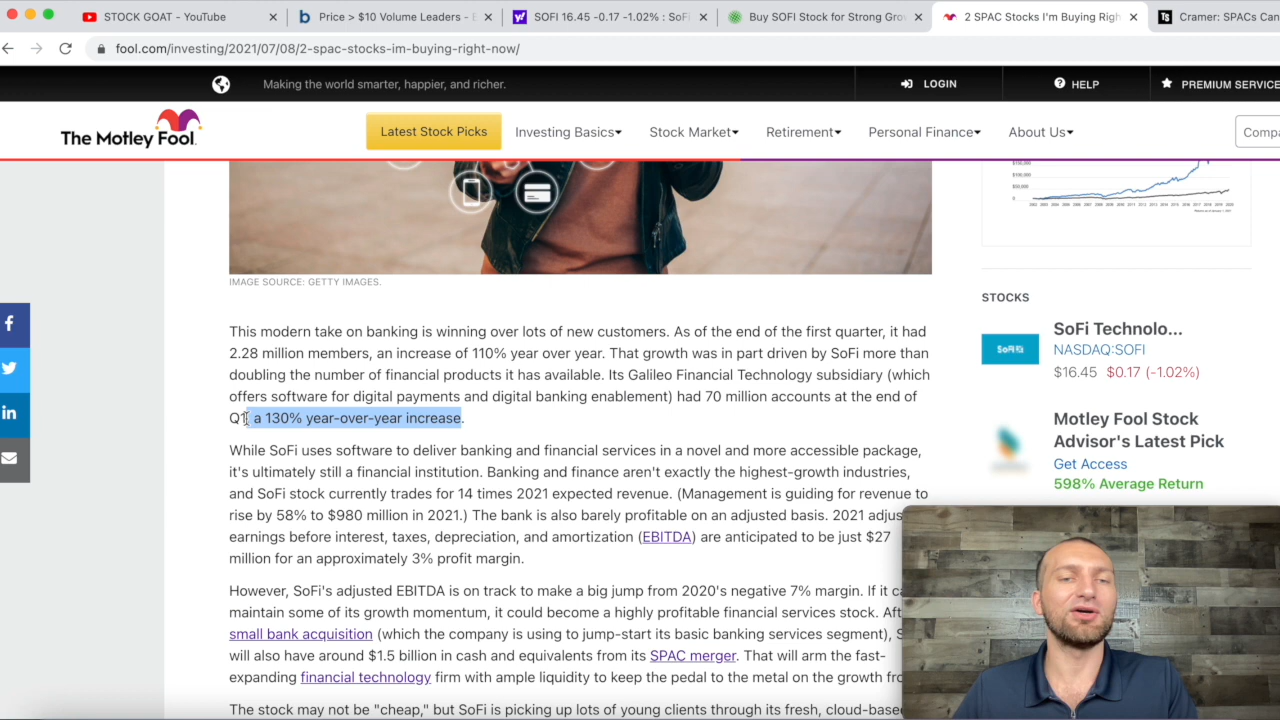 STOCK GOAT - YouTube
Price > $10 Volume Leaders - E
SOFI 16.45 -0.17 -1.02% : SoFi
Buy SOFI Stock for Strong Gro
2 SPAC Stocks I'm Buying Righ
Cramer: SPACs Can
fool.com/investing/2021/07/08/2-spac-stocks-im-buying-right-now/
Making the world smarter, happier, and richer.
LOGIN
HELP
PREMIUM SERVICE
The Motley Fool.
Latest Stock Picks
Investing Basics
Stock Market
Retirement
Personal Finance
About Us
Compa
$150,000
$100,000
$50,000
$0
IMAGE SOURCE: GETTY IMAGES.
This modern take on banking is winning over lots of new customers. As of the end of the first quarter, it had
2.28 million members, an increase of 110% year over year. That growth was in part driven by SoFi more than
doubling the number of financial products it has available. Its Galileo Financial Technology subsidiary (which
offers software for digital payments and digital banking enablement) had 70 million accounts at the end of
Q1, a 130% year-over-year increase.
While SoFi uses software to deliver banking and financial services in a novel and more accessible package,
it's ultimately still a financial institution. Banking and finance aren't exactly the highest-growth industries,
and SoFi stock currently trades for 14 times 2021 expected revenue. (Management is guiding for revenue to
rise by 58% to $980 million in 2021.) The bank is also barely profitable on an adjusted basis. 2021 adjus
earnings before interest, taxes, depreciation, and amortization (EBITDA) are anticipated to be just $27
million for an approximately 3% profit margin.
However, SoFi's adjusted EBITDA is on track to make a big jump from 2020's negative 7% margin. If it ca
maintain some of its growth momentum, it could become a highly profitable financial services stock. Aft
small bank acquisition (which the company is using to jump-start its basic banking services segment), S
will also have around $1.5 billion in cash and equivalents from its SPAC merger. That will arm the fast-
expanding financial technology firm with ample liquidity to keep the pedal to the metal on the growth fro
The stock may not be "cheap," but SoFi is picking up lots of young clients through its fresh, cloud-base
STOCKS
SoFi
SoFi Technolo...
NASDAQ:SOFI
$16.45 $0.17 (-1.02%)
Motley Fool Stock
Advisor's Latest Pick
Get Access
598% Average Return